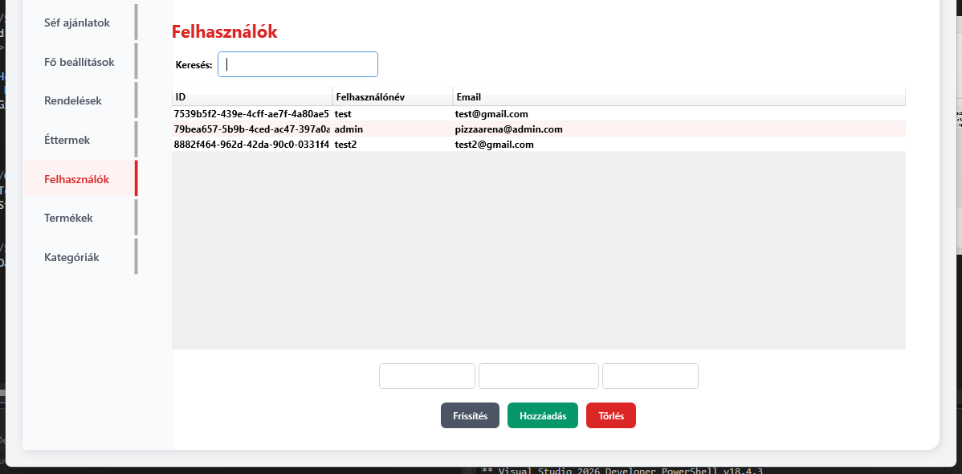 Séf ajánlatok
Fő beállítások
Rendelések
Éttermek
Felhasználók
Termékek
Kategóriák
Felhasználók
Keresés:
ID Felhasználónév Email
7539b5f2-439e-4cff-ae7f-4a80ae5 test test@gmail.com
79bea657-5b9b-4ced-ac47-397a0a admin pizzaarena@admin.com
8882f464-962d-42da-90c0-0331f4 test2 test2@gmail.com
Frissítés Hozzáadás Törlés
** Visual Studio 2026 Developer PowerShell v18.4.3